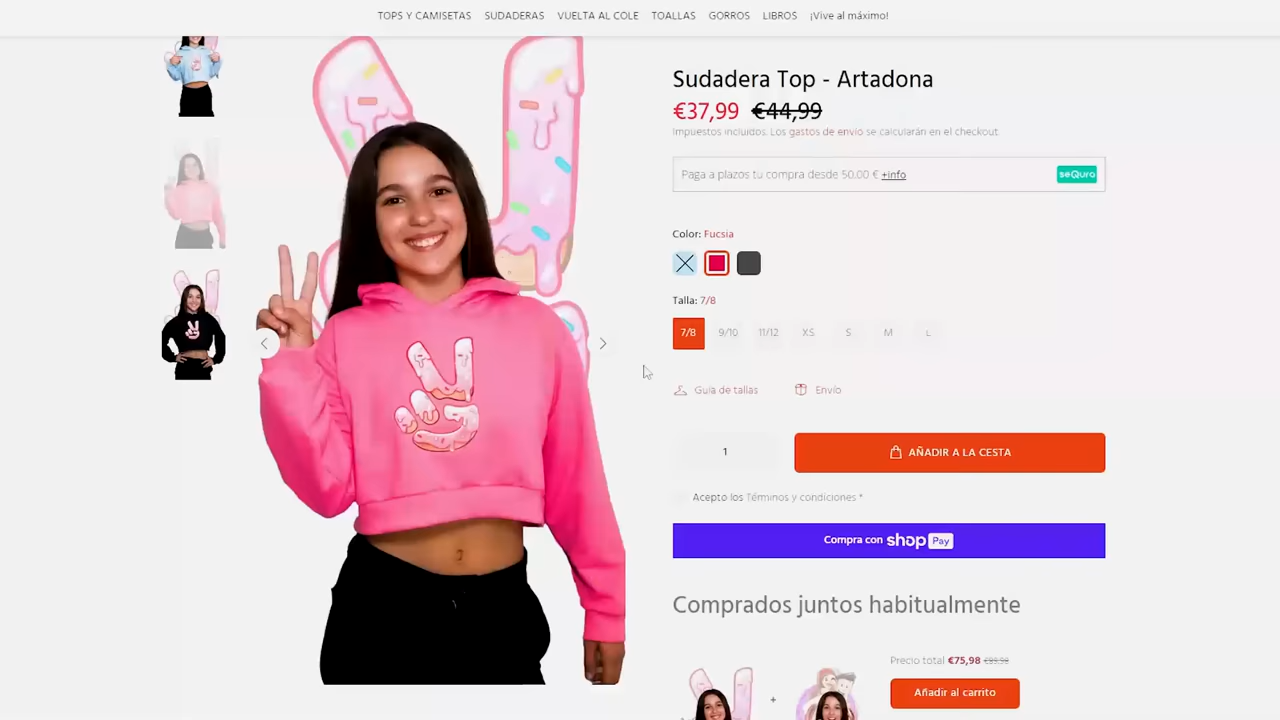 TOPS Y CAMISETAS SUDADERAS VUELTA AL COLE TOALLAS GORROS LIBROS ¡Vive al máximo!
Sudadera Top - Artadona
€37,99 €44,99
Impuestos incluidos. Los gastos de envío se calcularán en el checkout.
Paga a plazos tu compra desde 50,00 € +info seQura
Color: Fucsia
Talla: 7/8
7/8 9/10 11/12 XS S M L
Guía de tallas Envío
1 AÑADIR A LA CESTA
Acepto los Términos y condiciones *
Compra con shop Pay
Comprados juntos habitualmente
Precio total €75,98 €83,98
+ Añadir al carrito